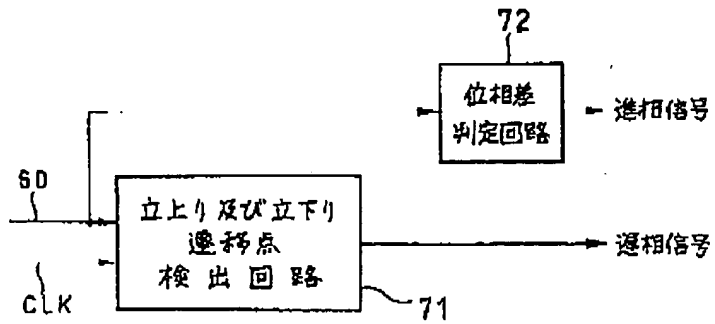 72
位相差
判定回路
進相信号
SD
立上り及び立下り
遷移点
検出回路
遅相信号
CLK
71